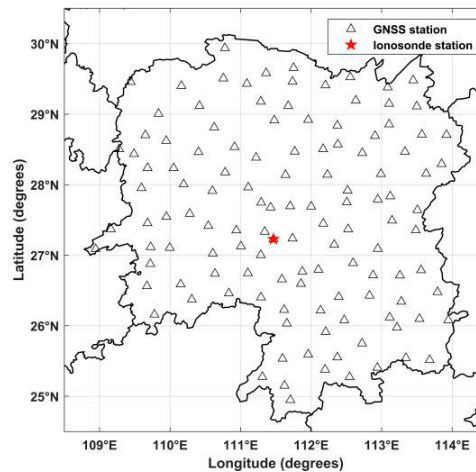 GNSS station
Ionosonde station
30°N
29°N
28°N
27°N
26°N
25°N
Latitude (degrees)
109°E
110°E
111°E
112°E
113°E
114°E
Longitude (degrees)